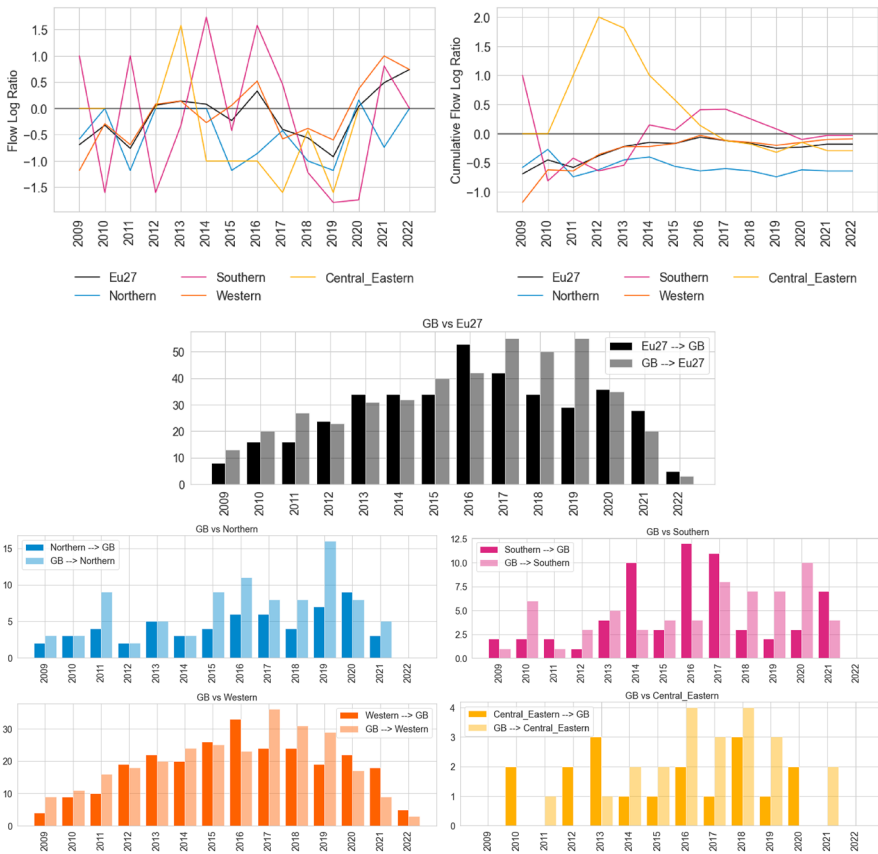 Flow Log Ratio
1.5
1.0
0.5
0.0
−0.5
−1.0
−1.5
2009 2010 2011 2012 2013 2014 2015 2016 2017 2018 2019 2020 2021 2022
Eu27 Southern Central_Eastern
Northern Western
Cumulative Flow Log Ratio
2.0
1.5
1.0
0.5
0.0
−0.5
−1.0
2009 2010 2011 2012 2013 2014 2015 2016 2017 2018 2019 2020 2021 2022
Eu27 Southern Central_Eastern
Northern Western
GB vs Eu27
Eu27 --> GB
GB --> Eu27
50
40
30
20
10
0
2009 2010 2011 2012 2013 2014 2015 2016 2017 2018 2019 2020 2021 2022
GB vs Northern
Northern --> GB
GB --> Northern
15
10
5
0
2009 2010 2011 2012 2013 2014 2015 2016 2017 2018 2019 2020 2021 2022
GB vs Southern
Southern --> GB
GB --> Southern
12.5
10.0
7.5
5.0
2.5
0.0
2009 2010 2011 2012 2013 2014 2015 2016 2017 2018 2019 2020 2021 2022
GB vs Western
Western --> GB
GB --> Western
30
20
10
0
2009 2010 2011 2012 2013 2014 2015 2016 2017 2018 2019 2020 2021 2022
GB vs Central_Eastern
Central_Eastern --> GB
GB --> Central_Eastern
4
3
2
1
0
2009 2010 2011 2012 2013 2014 2015 2016 2017 2018 2019 2020 2021 2022